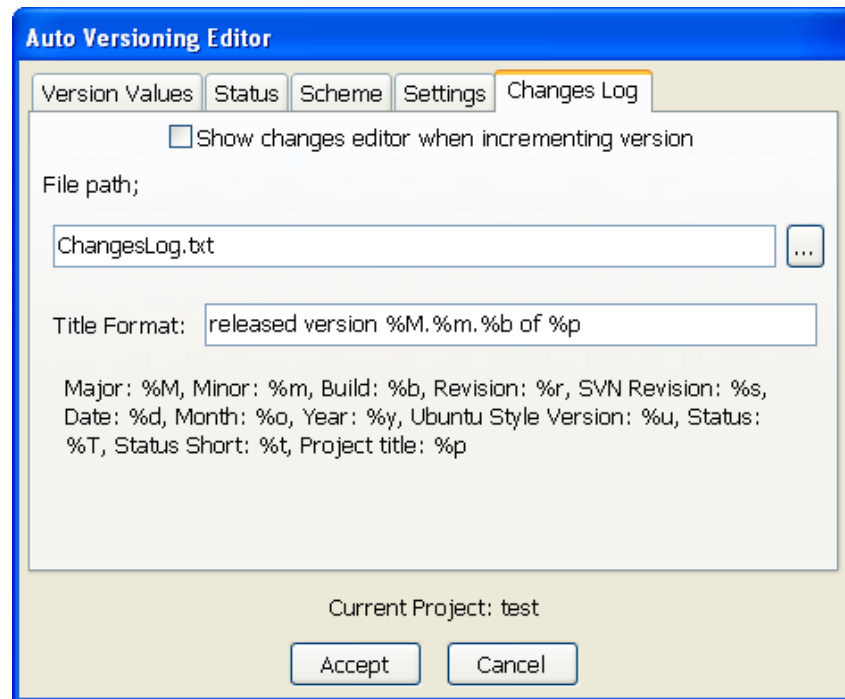 Auto Versioning Editor
Version Values Status Scheme Settings Changes Log
Show changes editor when incrementing version
File path;
ChangesLog.txt ...
Title Format: released version %M.%m.%b of %p
Major: %M, Minor: %m, Build: %b, Revision: %r, SVN Revision: %s,
Date: %d, Month: %o, Year: %y, Ubuntu Style Version: %u, Status:
%T, Status Short: %t, Project title: %p
Current Project: test
Accept Cancel